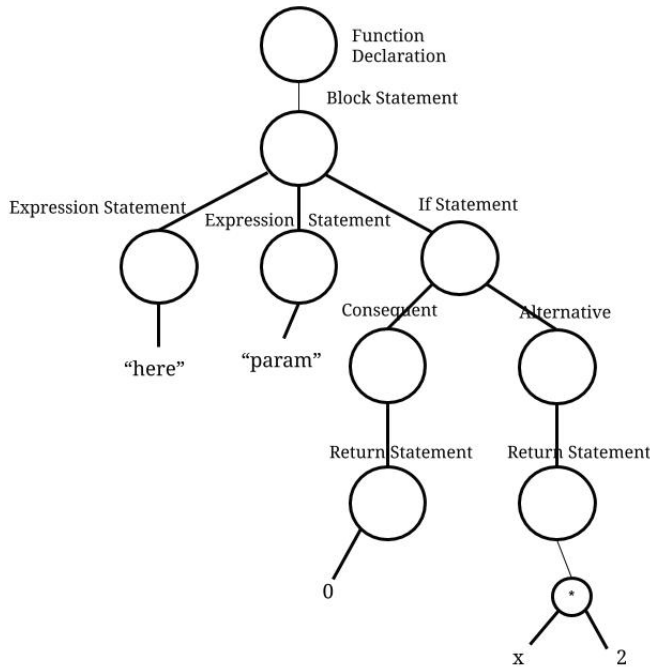 Function
Declaration
Block Statement
Expression Statement
Expression Statement
If Statement
Consequent
Alternative
“here”
“param”
Return Statement
Return Statement
0
*
x
2